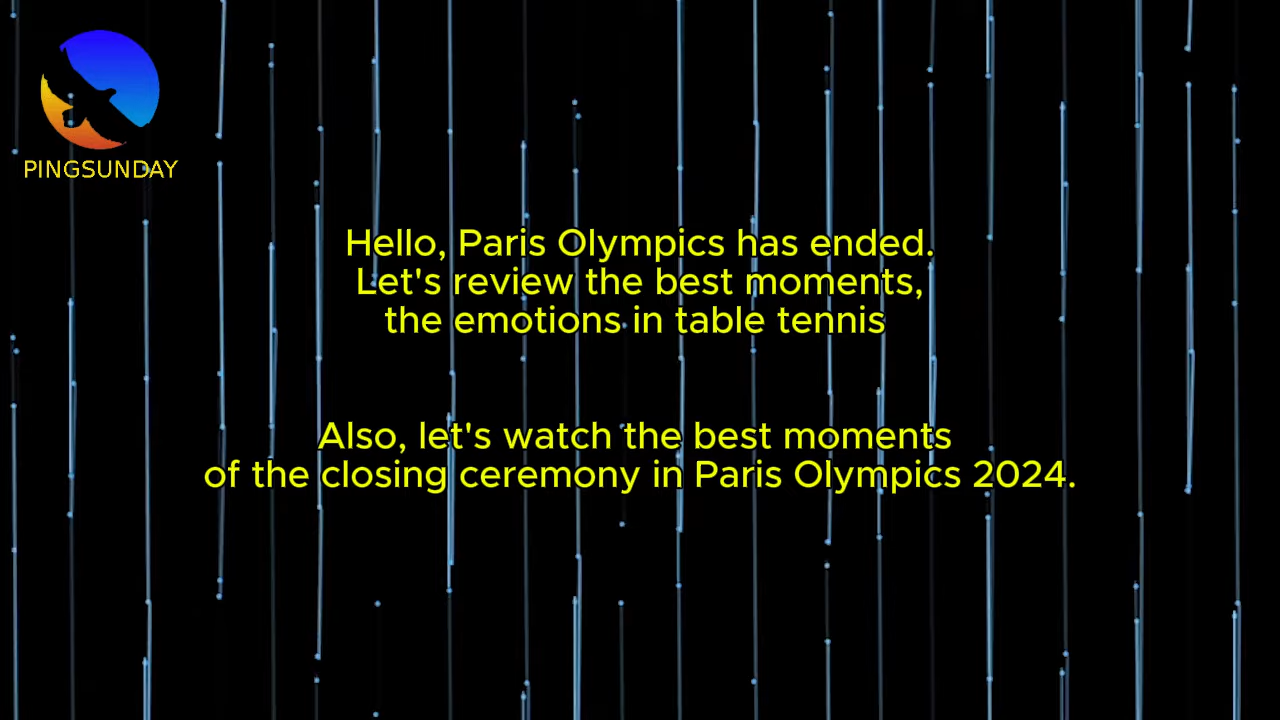 PINGSUNDAY
Hello, Paris Olympics has ended.
Let's review the best moments,
the emotions in table tennis
Also, let's watch the best moments
of the closing ceremony in Paris Olympics 2024.